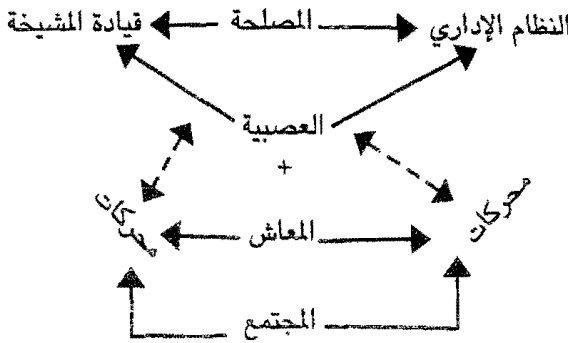 النظام الإداري المصلحة قيادة المشيخة
العصبية
+
محركات محركات
المعاش
المجتمع